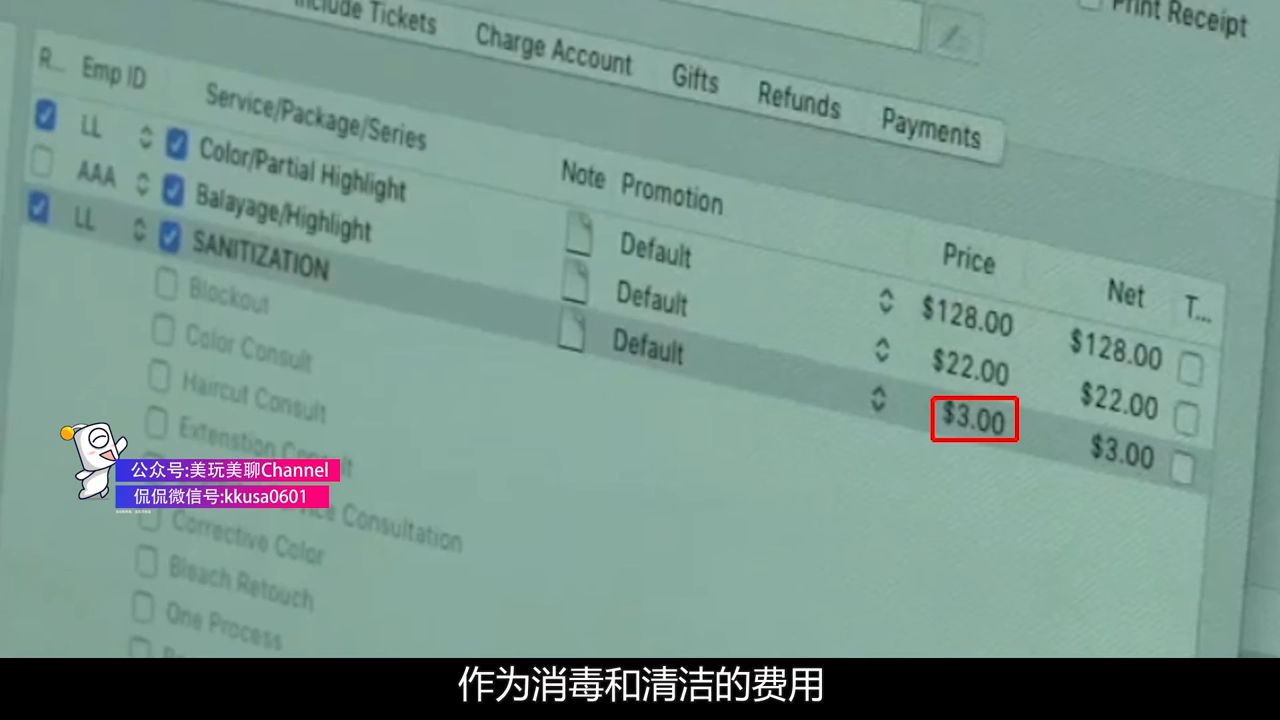 Print Receipt
Include Tickets Charge Account Gifts Refunds Payments
R... Emp ID Service/Package/Series Note Promotion Price Net T...
LL Color/Partial Highlight Default $128.00 $128.00
AAA Balayage/Highlight Default $22.00 $22.00
LL SANITIZATION Default $3.00 $3.00
Blockout
Color Consult
Haircut Consult
Extenstion
Consultation
Corrective Color
Bleach Retouch
One Process
公众号:美玩美聊Channel
侃侃微信号:kkusa0601
作为消毒和清洁的费用